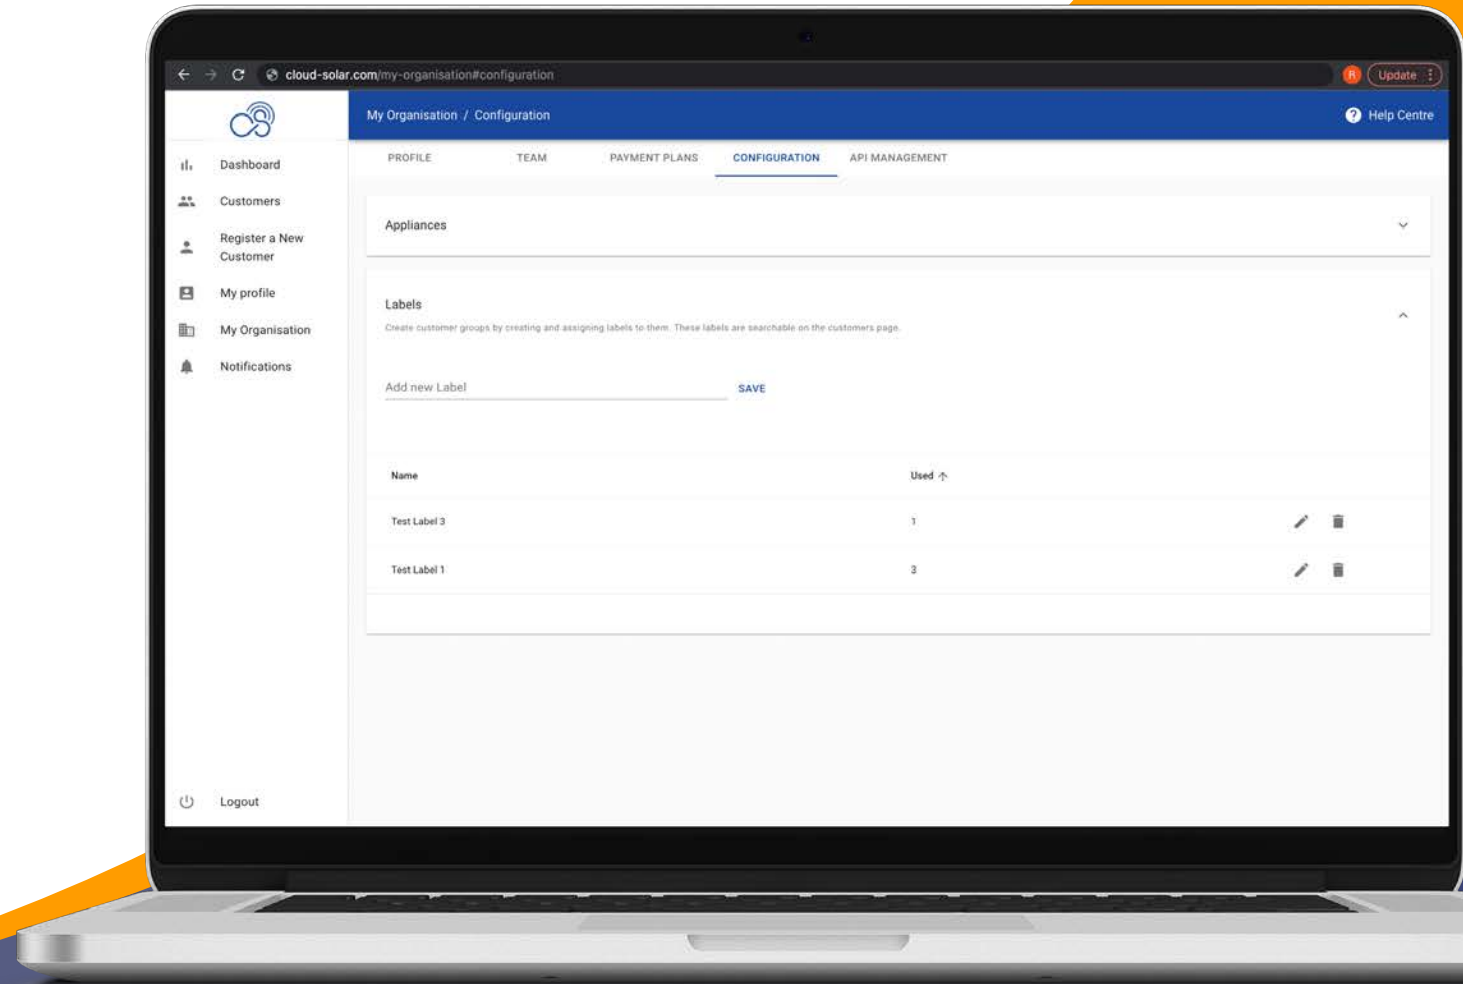 cloud-solar.com/my-organisation#configuration
R
Update
My Organisation / Configuration
? Help Centre
Dashboard
Customers
Register a New
Customer
My profile
My Organisation
Notifications
Logout
PROFILE TEAM PAYMENT PLANS CONFIGURATION API MANAGEMENT
Appliances
Labels
Create customer groups by creating and assigning labels to them. These labels are searchable on the customers page.
Add new Label SAVE
Name Used
Test Label 3 1
Test Label 1 3